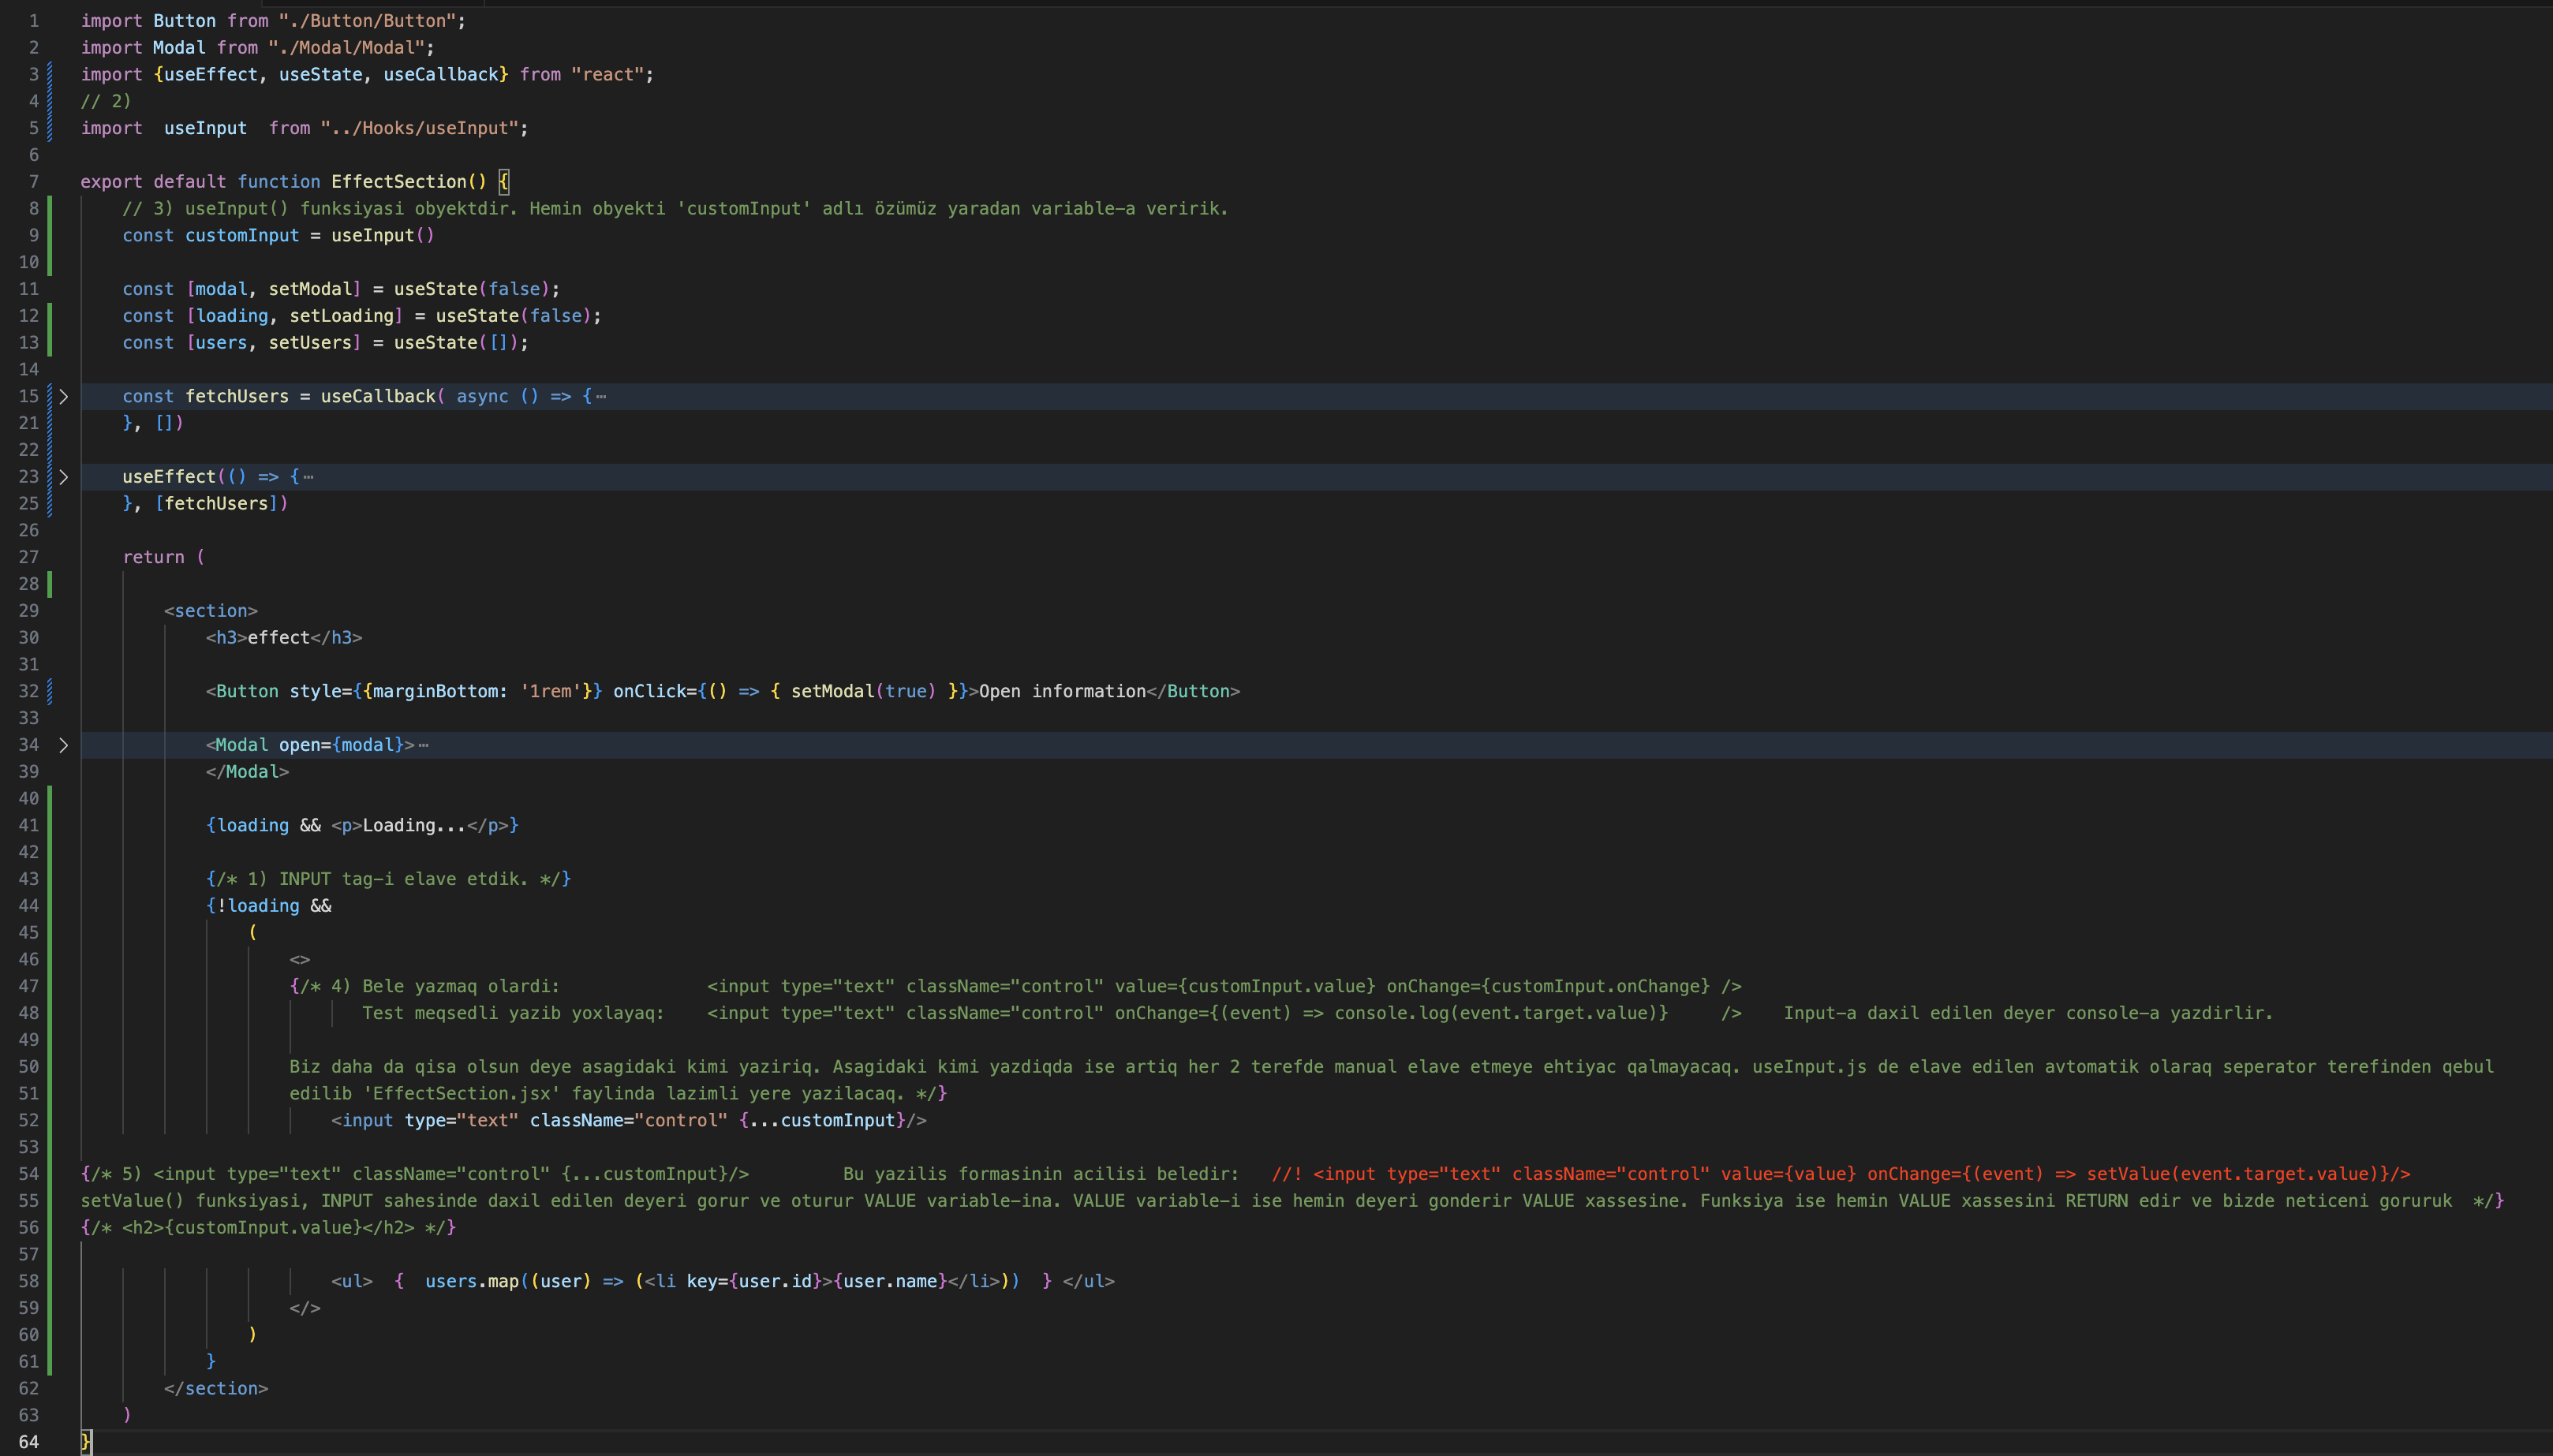 1 import Button from "./Button/Button";
2 import Modal from "./Modal/Modal";
3 import {useEffect, useState, useCallback} from "react";
4 // 2)
5 import  useInput  from "../Hooks/useInput";
6
7 export default function EffectSection() {
8     // 3) useInput() funksiyasi obyektdir. Hemin obyekti 'customInput' adlı özümüz yaradan variable-a veririk.
9     const customInput = useInput()
10
11     const [modal, setModal] = useState(false);
12     const [loading, setLoading] = useState(false);
13     const [users, setUsers] = useState([]);
14
15     const fetchUsers = useCallback( async () => {⋯
21     }, [])
22
23     useEffect(() => {⋯
25     }, [fetchUsers])
26
27     return (
28
29         <section>
30             <h3>effect</h3>
31
32             <Button style={{marginBottom: '1rem'}} onClick={() => { setModal(true) }}>Open information</Button>
33
34             <Modal open={modal}>⋯
39             </Modal>
40
41             {loading && <p>Loading...</p>}
42
43             {/* 1) INPUT tag-i elave etdik. */}
44             {!loading &&
45                 (
46                     <>
47                     {/* 4) Bele yazmaq olardi:              <input type="text" className="control" value={customInput.value} onChange={customInput.onChange} />
48                            Test meqsedli yazib yoxlayaq:    <input type="text" className="control" onChange={(event) => console.log(event.target.value)}     />    Input-a daxil edilen deyer console-a yazdirlir.
49
50                     Biz daha da qisa olsun deye asagidaki kimi yaziriq. Asagidaki kimi yazdiqda ise artiq her 2 terefde manual elave etmeye ehtiyac qalmayacaq. useInput.js de elave edilen avtomatik olaraq seperator terefinden qebul
51                     edilib 'EffectSection.jsx' faylinda lazimli yere yazilacaq. */}
52                         <input type="text" className="control" {...customInput}/>
53
54 {/* 5) <input type="text" className="control" {...customInput}/>         Bu yazilis formasinin acilisi beledir:   //! <input type="text" className="control" value={value} onChange={(event) => setValue(event.target.value)}/>
55 setValue() funksiyasi, INPUT sahesinde daxil edilen deyeri gorur ve oturur VALUE variable-ina. VALUE variable-i ise hemin deyeri gonderir VALUE xassesine. Funksiya ise hemin VALUE xassesini RETURN edir ve bizde neticeni goruruk  */}
56 {/* <h2>{customInput.value}</h2> */}
57
58                         <ul>  {  users.map((user) => (<li key={user.id}>{user.name}</li>))  } </ul>
59                     </>
60                 )
61             }
62         </section>
63     )
64 }